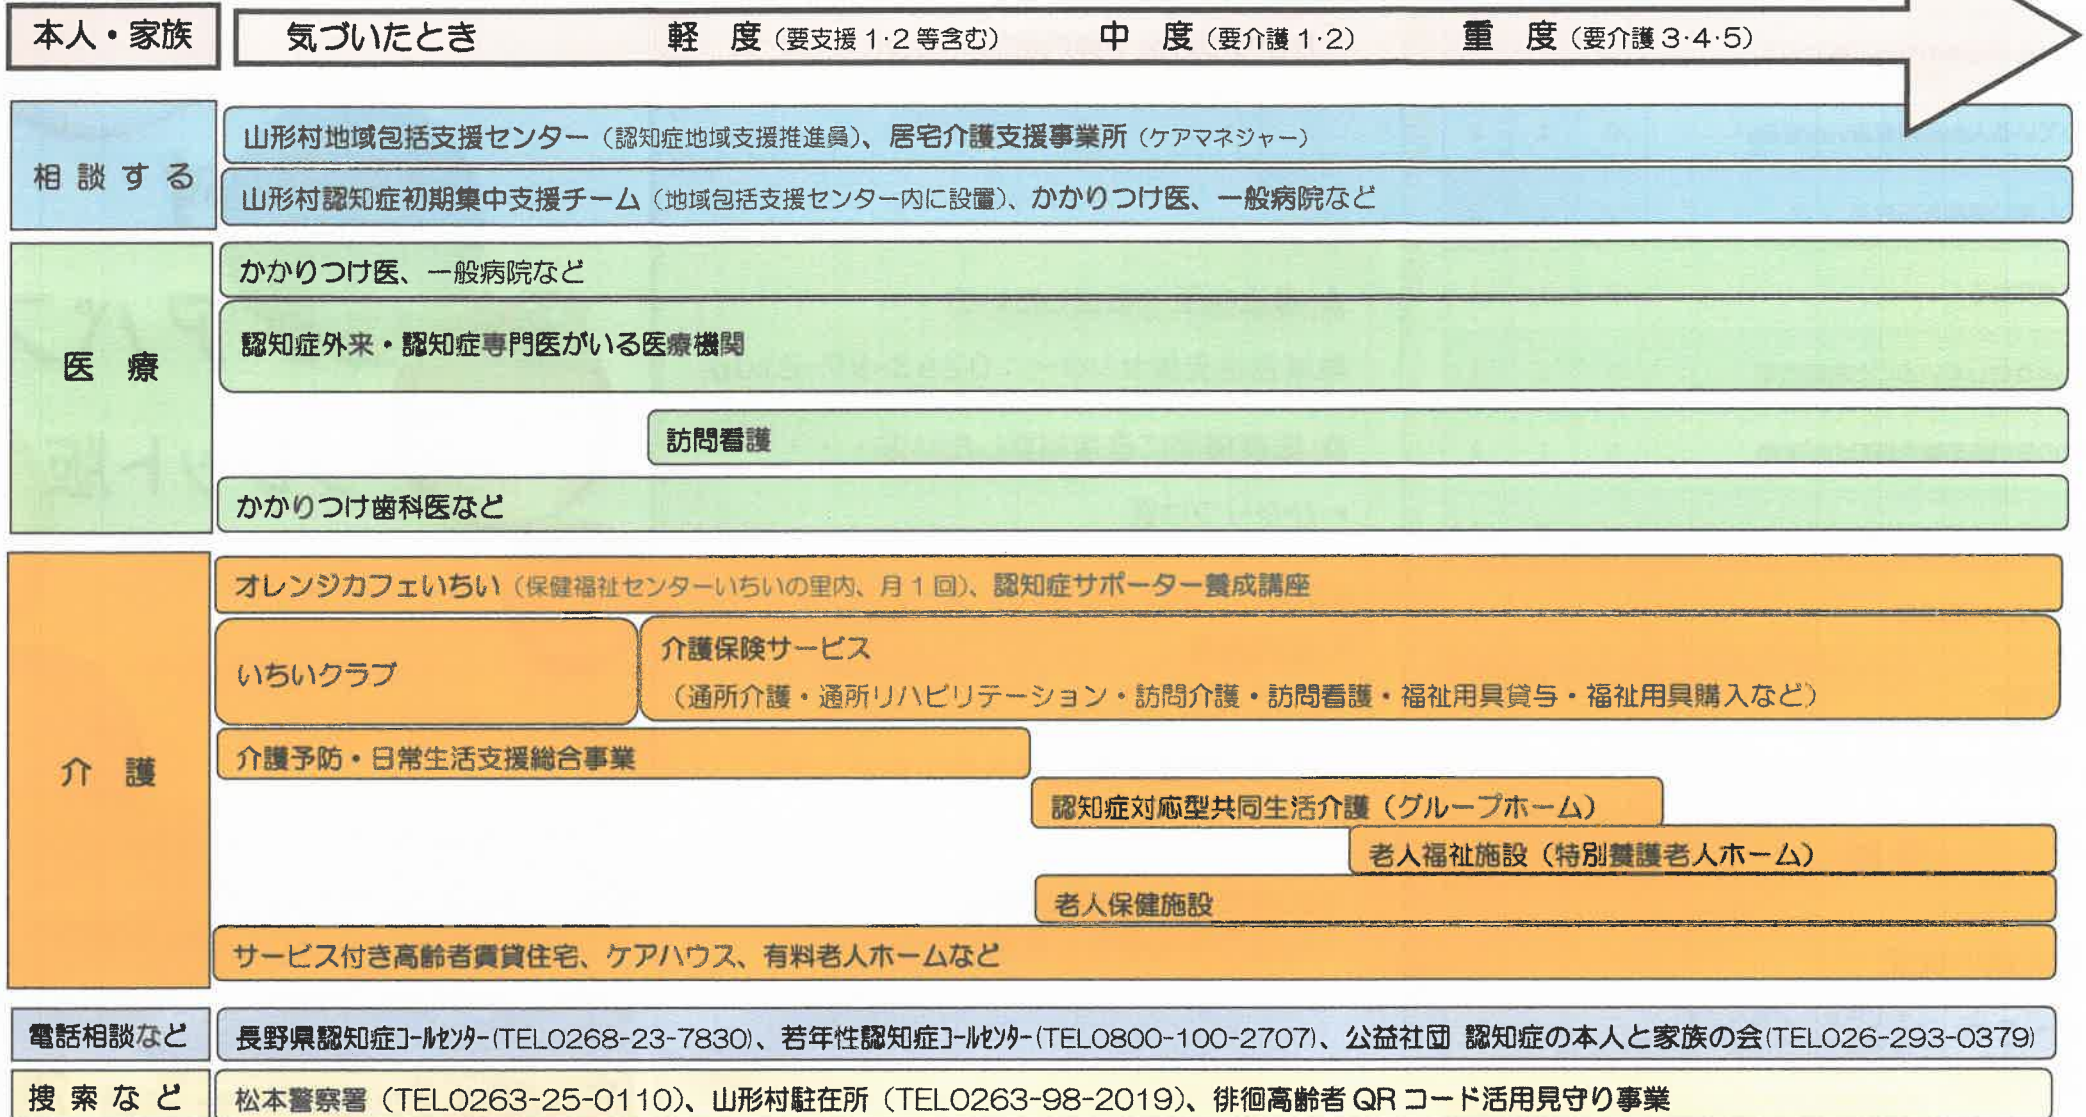 本人・家族
気づいたとき 軽 度（要支援1・2等含む） 中 度（要介護1・2） 重 度（要介護3・4・5）
相 談 す る
山形村地域包括支援センター（認知症地域支援推進員）、居宅介護支援事業所（ケアマネジャー）
山形村認知症初期集中支援チーム（地域包括支援センター内に設置）、かかりつけ医、一般病院など
医 療
かかりつけ医、一般病院など
認知症外来・認知症専門医がいる医療機関
訪問看護
かかりつけ歯科医など
介 護
オレンジカフェいちい（保健福祉センターいちいの里内、月1回）、認知症サポーター養成講座
いちいクラブ
介護保険サービス
（通所介護・通所リハビリテーション・訪問介護・訪問看護・福祉用具貸与・福祉用具購入など）
介護予防・日常生活支援総合事業
認知症対応型共同生活介護（グループホーム）
老人福祉施設（特別養護老人ホーム）
老人保健施設
サービス付き高齢者賃貸住宅、ケアハウス、有料老人ホームなど
電話相談など
長野県認知症ｺｰﾙｾﾝﾀｰ(TEL0268-23-7830)、若年性認知症ｺｰﾙｾﾝﾀｰ(TEL0800-100-2707)、公益社団 認知症の本人と家族の会(TEL026-293-0379)
捜 索 な ど
松本警察署（TEL0263-25-0110)、山形村駐在所（TEL0263-98-2019)、徘徊高齢者QRコード活用見守り事業